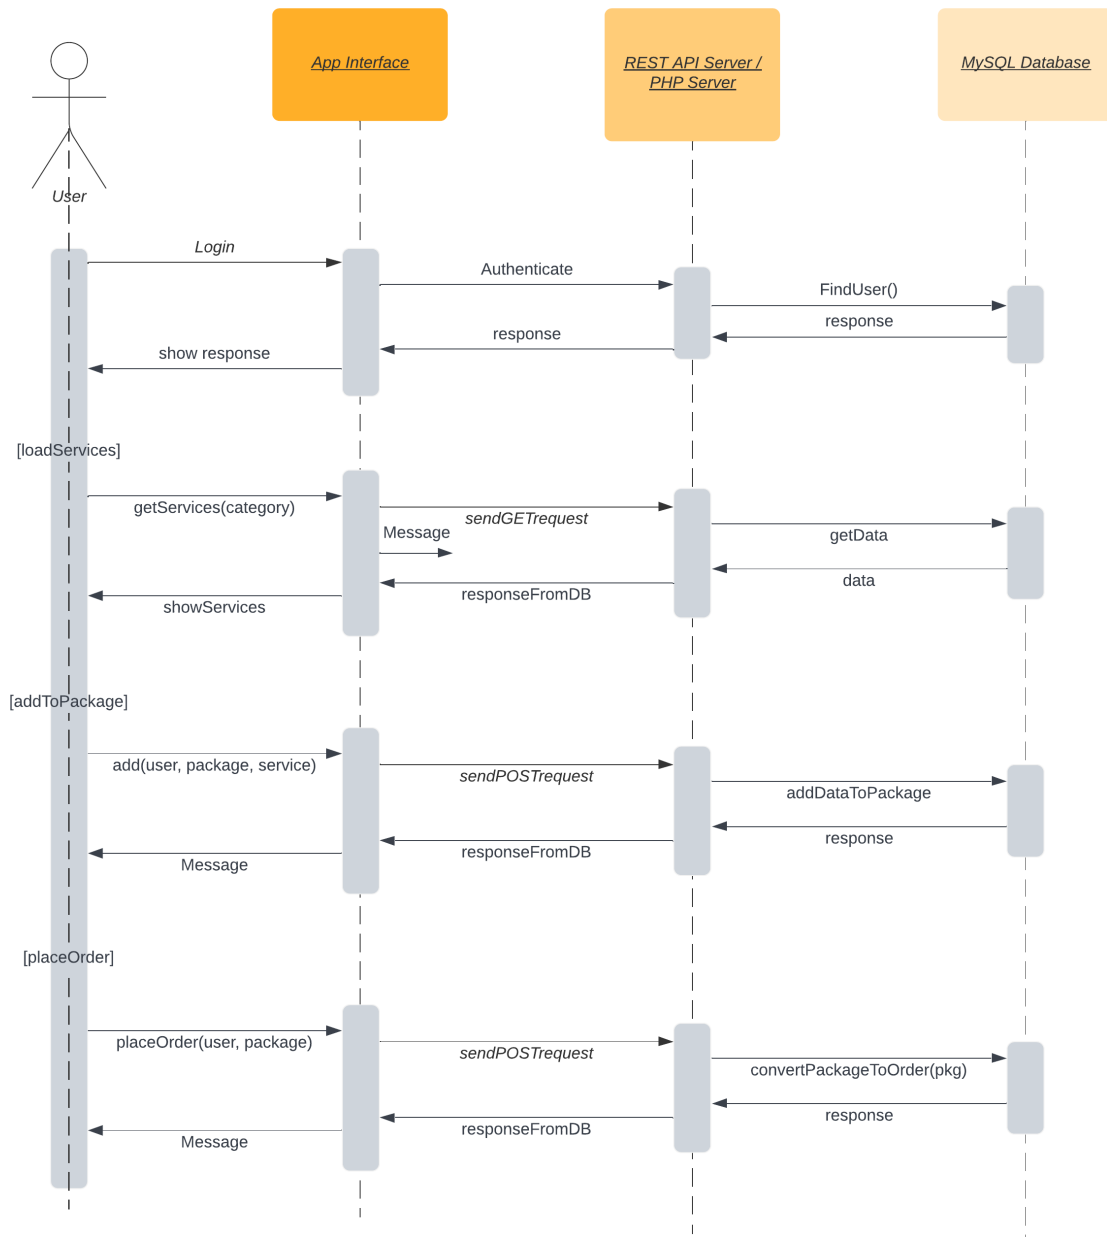 App Interface
REST API Server /
PHP Server
MySQL Database
User
Login
Authenticate
FindUser()
response
response
show response
[loadServices]
getServices(category)
sendGETrequest
Message
getData
data
responseFromDB
showServices
[addToPackage]
add(user, package, service)
sendPOSTrequest
addDataToPackage
response
responseFromDB
Message
[placeOrder]
placeOrder(user, package)
sendPOSTrequest
convertPackageToOrder(pkg)
response
responseFromDB
Message